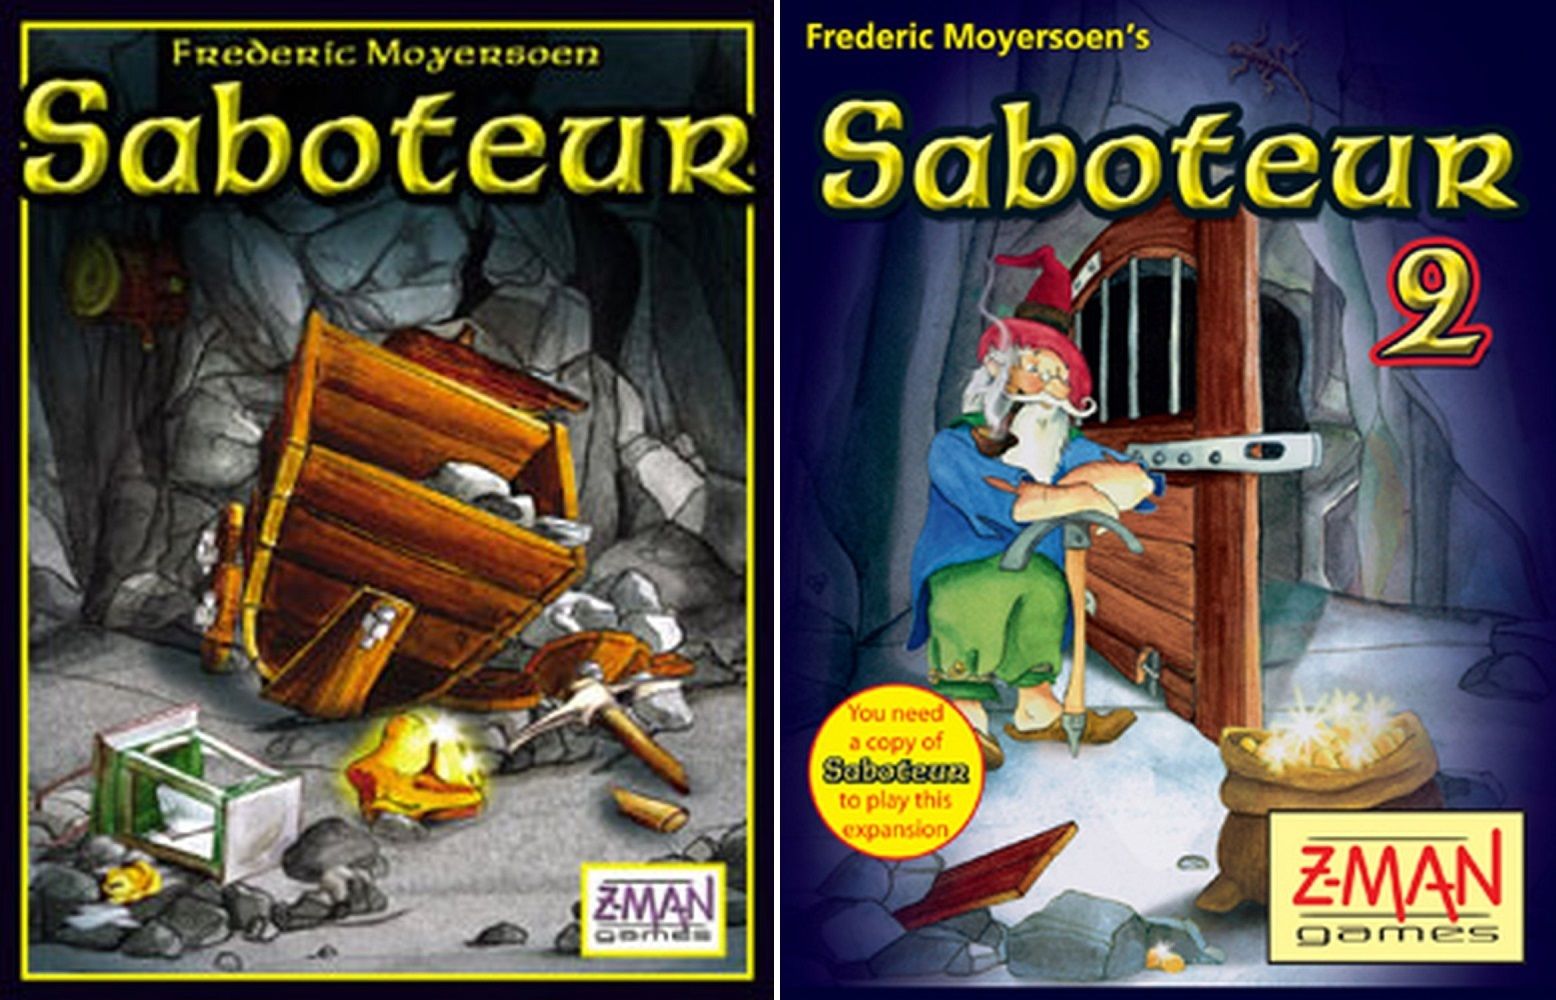 Frederic Moyersoen
Saboteur
Z-MAN
games
Frederic Moyersoen's
Saboteur
2
You need
a copy of
Saboteur
to play this
expansion
Z-MAN
games